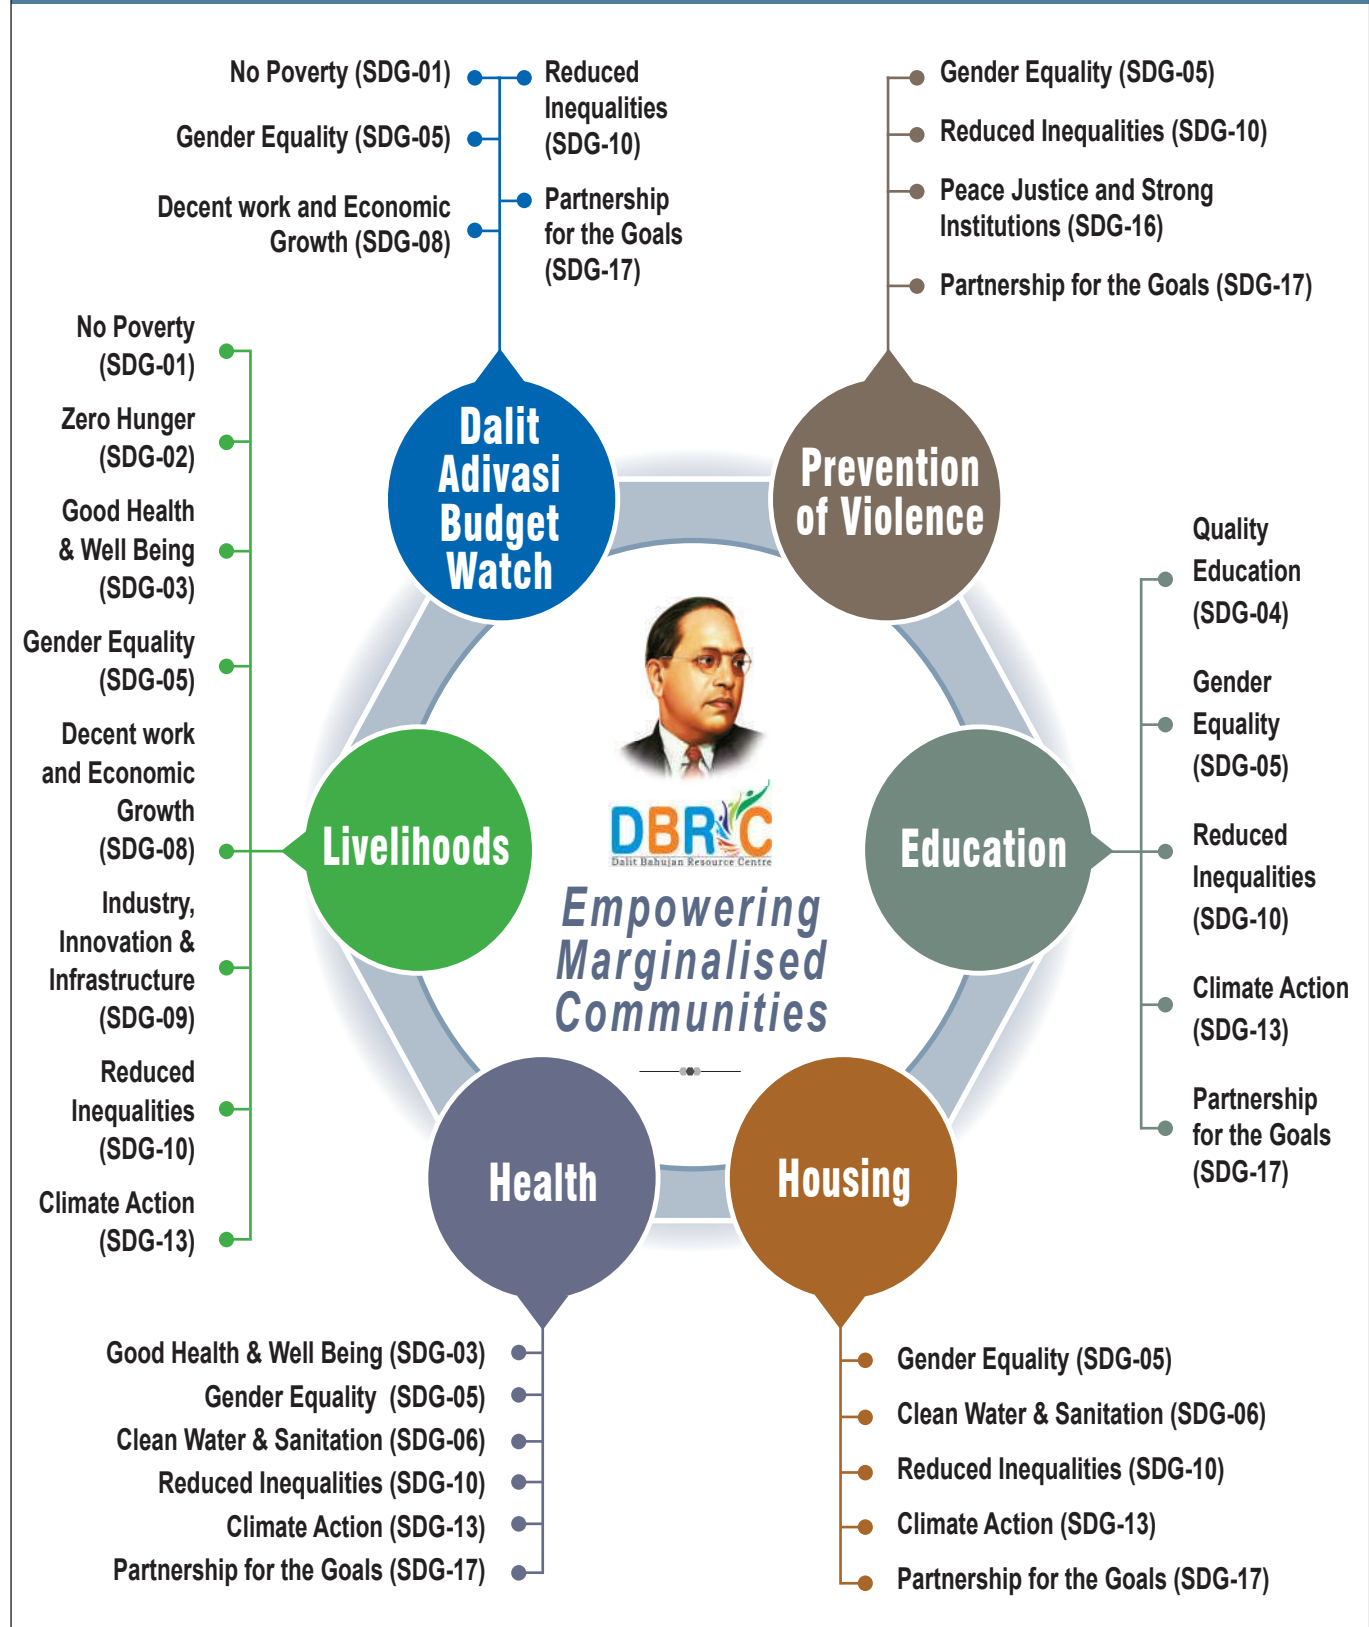 No Poverty (SDG-01)
Gender Equality (SDG-05)
Decent work and Economic
Growth (SDG-08)
Reduced
Inequalities
(SDG-10)
Partnership
for the Goals
(SDG-17)
Gender Equality (SDG-05)
Reduced Inequalities (SDG-10)
Peace Justice and Strong
Institutions (SDG-16)
Partnership for the Goals (SDG-17)
Dalit
Adivasi
Budget
Watch
Prevention
of Violence
No Poverty
(SDG-01)
Zero Hunger
(SDG-02)
Good Health
& Well Being
(SDG-03)
Gender Equality
(SDG-05)
Decent work
and Economic
Growth
(SDG-08)
Industry,
Innovation &
Infrastructure
(SDG-09)
Reduced
Inequalities
(SDG-10)
Climate Action
(SDG-13)
Livelihoods
DBRC
Dalit Bahujan Resource Centre
Empowering
Marginalised
Communities
Education
Quality
Education
(SDG-04)
Gender
Equality
(SDG-05)
Reduced
Inequalities
(SDG-10)
Climate Action
(SDG-13)
Partnership
for the Goals
(SDG-17)
Health
Housing
Good Health & Well Being (SDG-03)
Gender Equality (SDG-05)
Clean Water & Sanitation (SDG-06)
Reduced Inequalities (SDG-10)
Climate Action (SDG-13)
Partnership for the Goals (SDG-17)
Gender Equality (SDG-05)
Clean Water & Sanitation (SDG-06)
Reduced Inequalities (SDG-10)
Climate Action (SDG-13)
Partnership for the Goals (SDG-17)